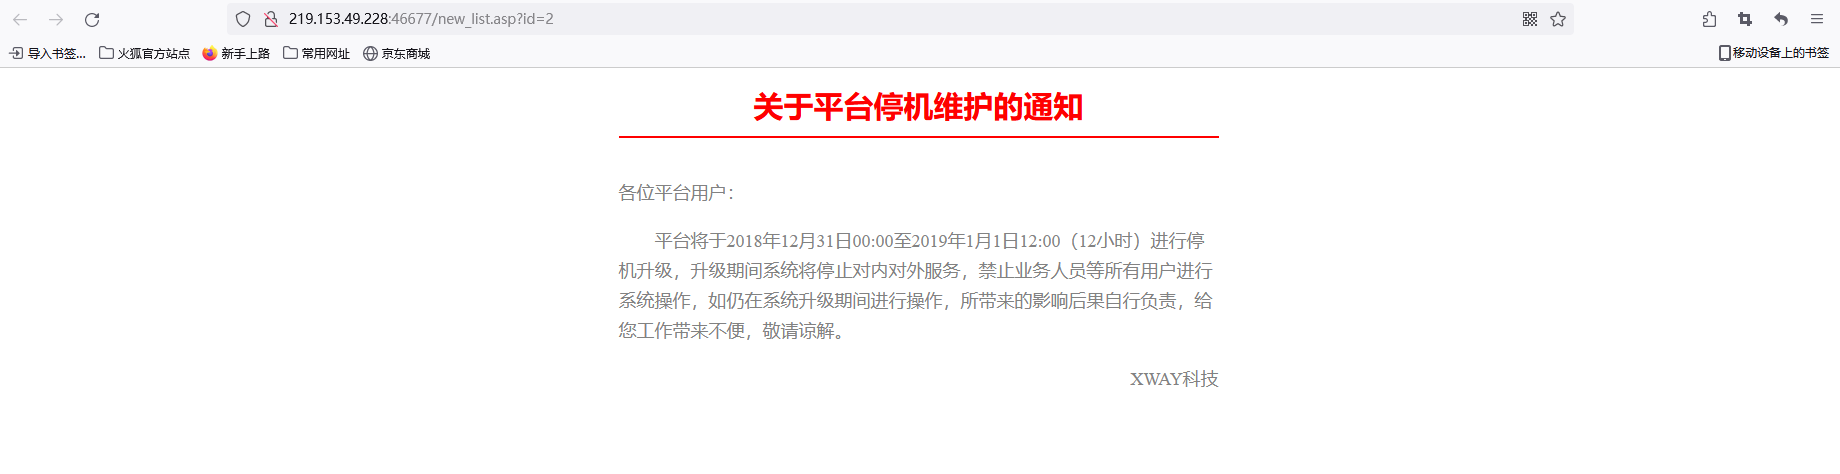 219.153.49.228:46677/new_list.asp?id=2
导入书签... 火狐官方站点 新手上路 常用网址 京东商城 移动设备上的书签
关于平台停机维护的通知
各位平台用户：
平台将于2018年12月31日00:00至2019年1月1日12:00（12小时）进行停
机升级，升级期间系统将停止对内对外服务，禁止业务人员等所有用户进行
系统操作，如仍在系统升级期间进行操作，所带来的影响后果自行负责，给
您工作带来不便，敬请谅解。
XWAY科技